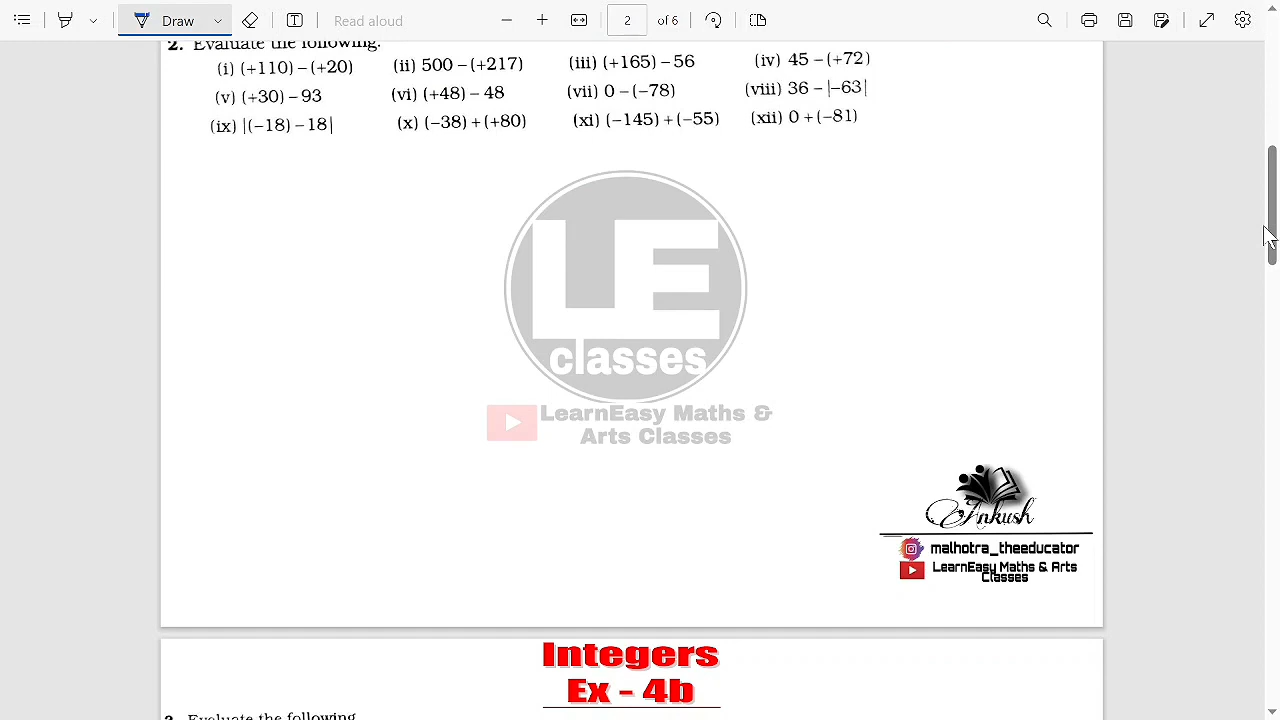 Draw
Read aloud
2 of 6
2. Evaluate the following.
(i) (+110) – (+20) (ii) 500 – (+217) (iii) (+165) – 56 (iv) 45 – (+72)
(v) (+30) – 93 (vi) (+48) – 48 (vii) 0 – (–78) (viii) 36 – |–63|
(ix) |(–18) – 18| (x) (–38) + (+80) (xi) (–145) + (–55) (xii) 0 + (–81)
LE
classes
LearnEasy Maths &
Arts Classes
Ankush
malhotra_theeducator
LearnEasy Maths & Arts
Classes
Integers
Ex - 4b
3. Evaluate the following